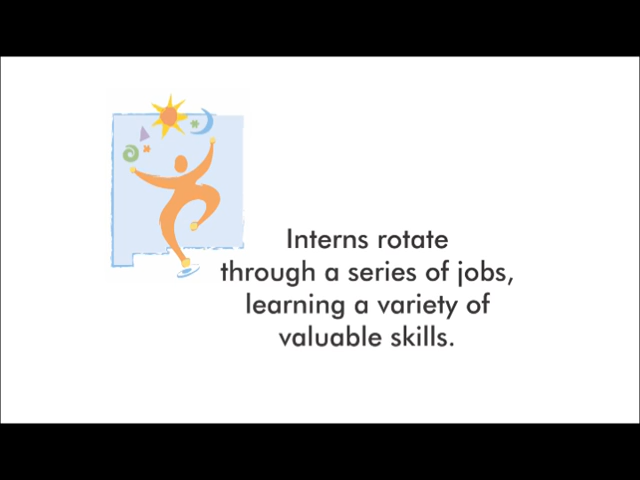 Interns rotate
through a series of jobs,
learning a variety of
valuable skills.